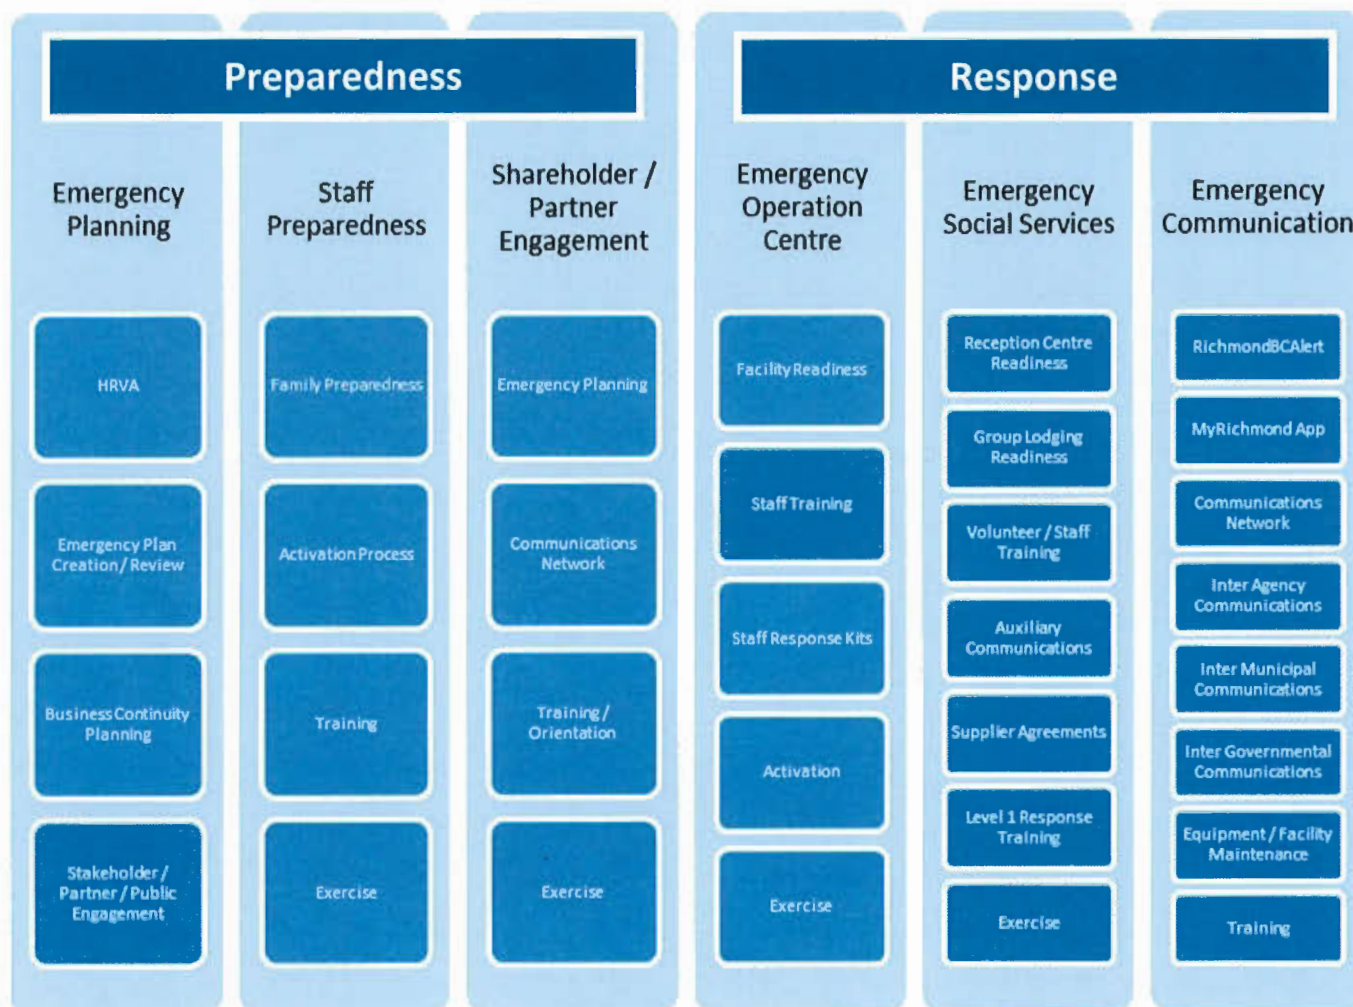 Preparedness
Emergency
Planning
HRVA
Emergency Plan
Creation / Review
Business Continuity
Planning
Stakeholder /
Partner / Public
Engagement
Staff
Preparedness
Family Preparedness
Activation Process
Training
Exercise
Shareholder /
Partner
Engagement
Emergency Planning
Communications
Network
Training /
Orientation
Exercise
Response
Emergency
Operation
Centre
Facility Readiness
Staff Training
Staff Response Kits
Activation
Exercise
Emergency
Social Services
Reception Centre
Readiness
Group Lodging
Readiness
Volunteer / Staff
Training
Auxiliary
Communications
Supplier Agreements
Level 1 Response
Training
Exercise
Emergency
Communication
RichmondBCAlert
MyRichmond App
Communications
Network
Inter Agency
Communications
Inter Municipal
Communications
Inter Governmental
Communications
Equipment / Facility
Maintenance
Training